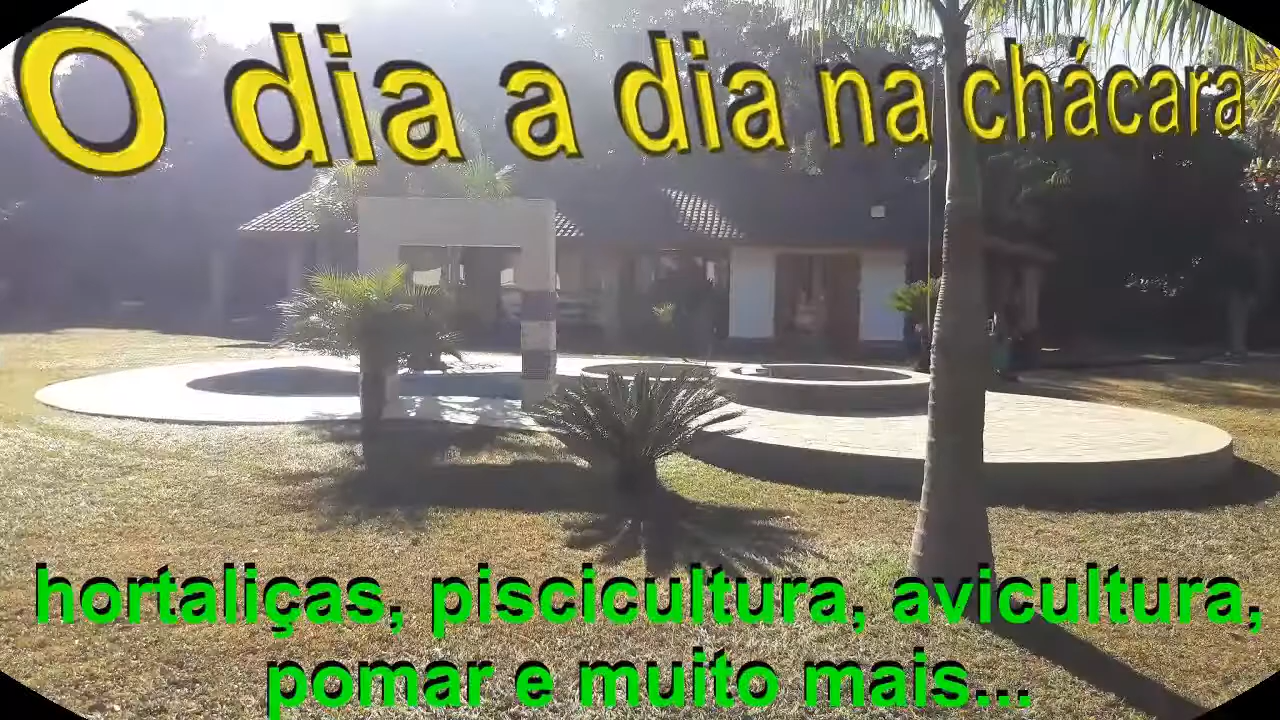 O dia a dia na chácara
hortaliças, piscicultura, avicultura,
pomar e muito mais...